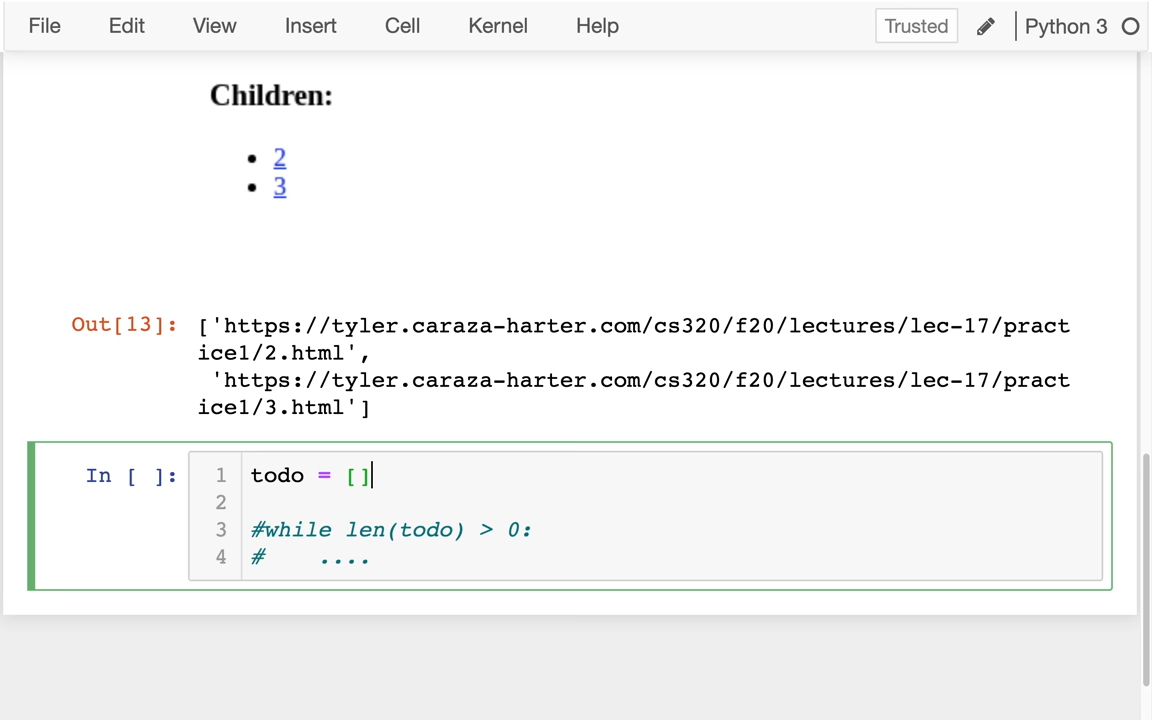 File Edit View Insert Cell Kernel Help Trusted Python 3
Children:
2
3
Out[13]: ['https://tyler.caraza-harter.com/cs320/f20/lectures/lec-17/pract
ice1/2.html',
'https://tyler.caraza-harter.com/cs320/f20/lectures/lec-17/pract
ice1/3.html']
In [ ]: 1 todo = []
2
3 #while len(todo) > 0:
4 #    ....